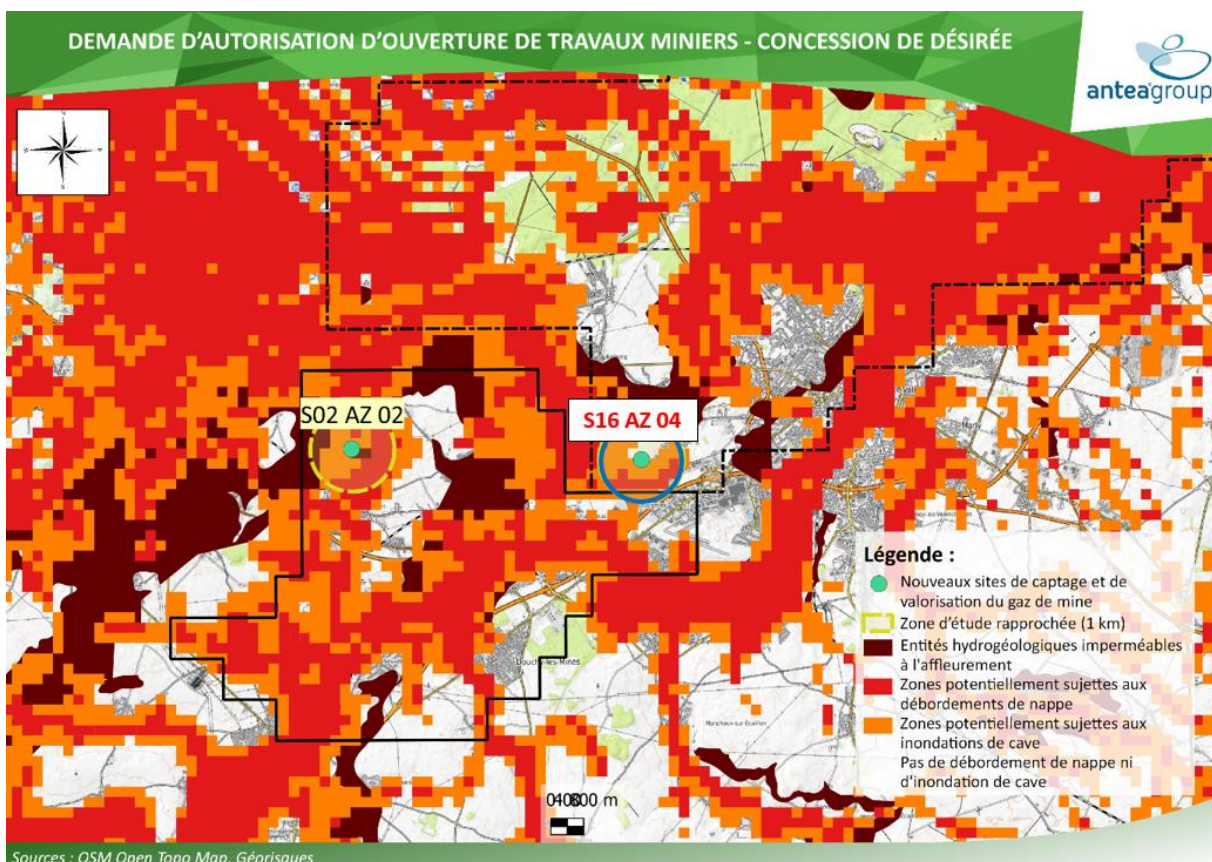 DEMANDE D'AUTORISATION D'OUVERTURE DE TRAVAUX MINIERS - CONCESSION DE DÉSIRÉE
anteagroup
S02 AZ 02
S16 AZ 04
Douchy-les-Mines
Légende :
Nouveaux sites de captage et de
valorisation du gaz de mine
Zone d'étude rapprochée (1 km)
Entités hydrogéologiques imperméables
à l'affleurement
Zones potentiellement sujettes aux
débordements de nappe
Zones potentiellement sujettes aux
inondations de cave
Pas de débordement de nappe ni
d'inondation de cave
Sources : OSM Open Topo Map, Géorisques